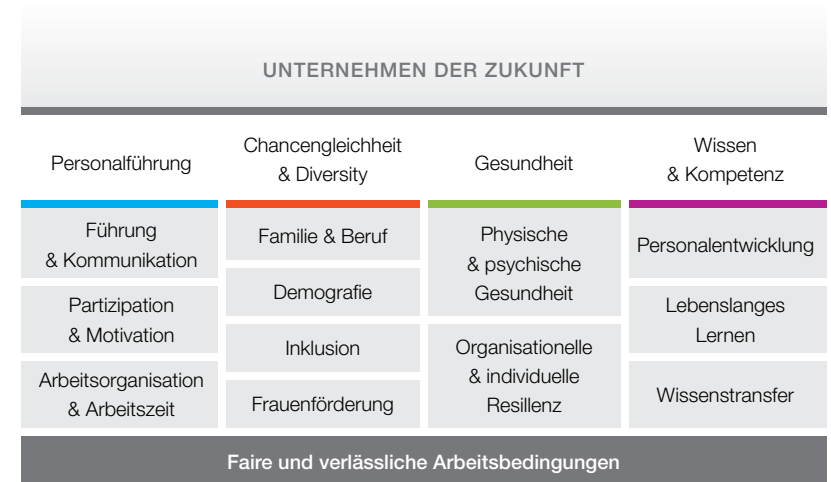 UNTERNEHMEN DER ZUKUNFT
Personalführung
Chancengleichheit
& Diversity
Gesundheit
Wissen
& Kompetenz
Führung
& Kommunikation
Partizipation
& Motivation
Arbeitsorganisation
& Arbeitszeit
Familie & Beruf
Demografie
Inklusion
Frauenförderung
Physische
& psychische
Gesundheit
Organisationelle
& individuelle
Resillenz
Personalentwicklung
Lebenslanges
Lernen
Wissenstransfer
Faire und verlässliche Arbeitsbedingungen